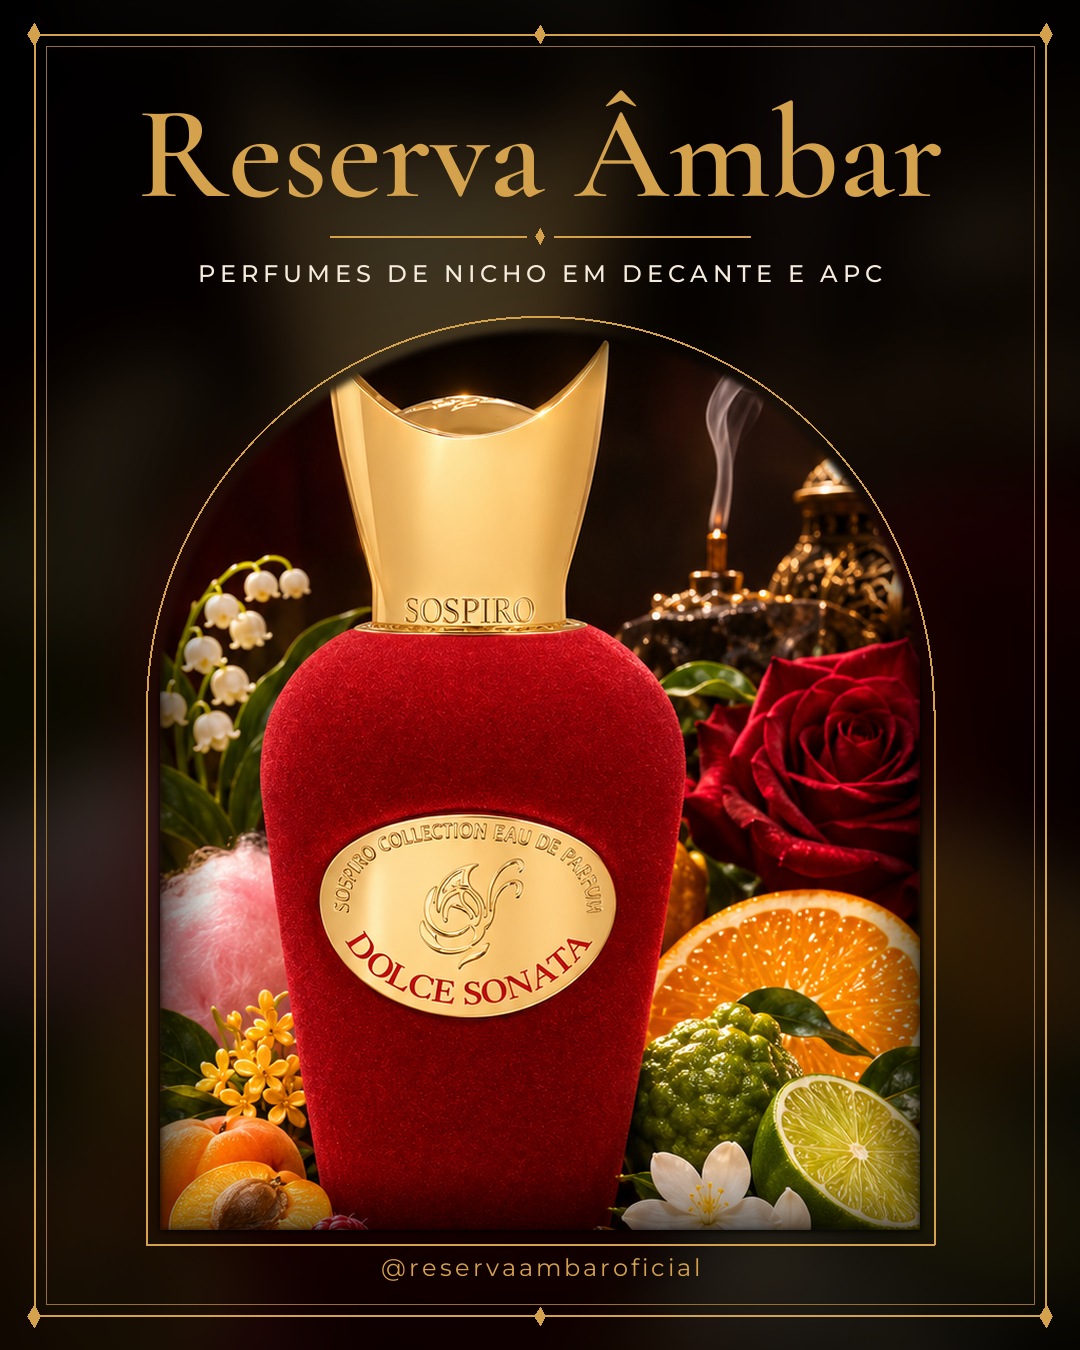 Reserva Âmbar
PERFUMES DE NICHO EM DECANTE E APC
SOSPIRO
SOSPIRO COLLECTION EAU DE PARFUM
DOLCE SONATA
@reservaambaroficial